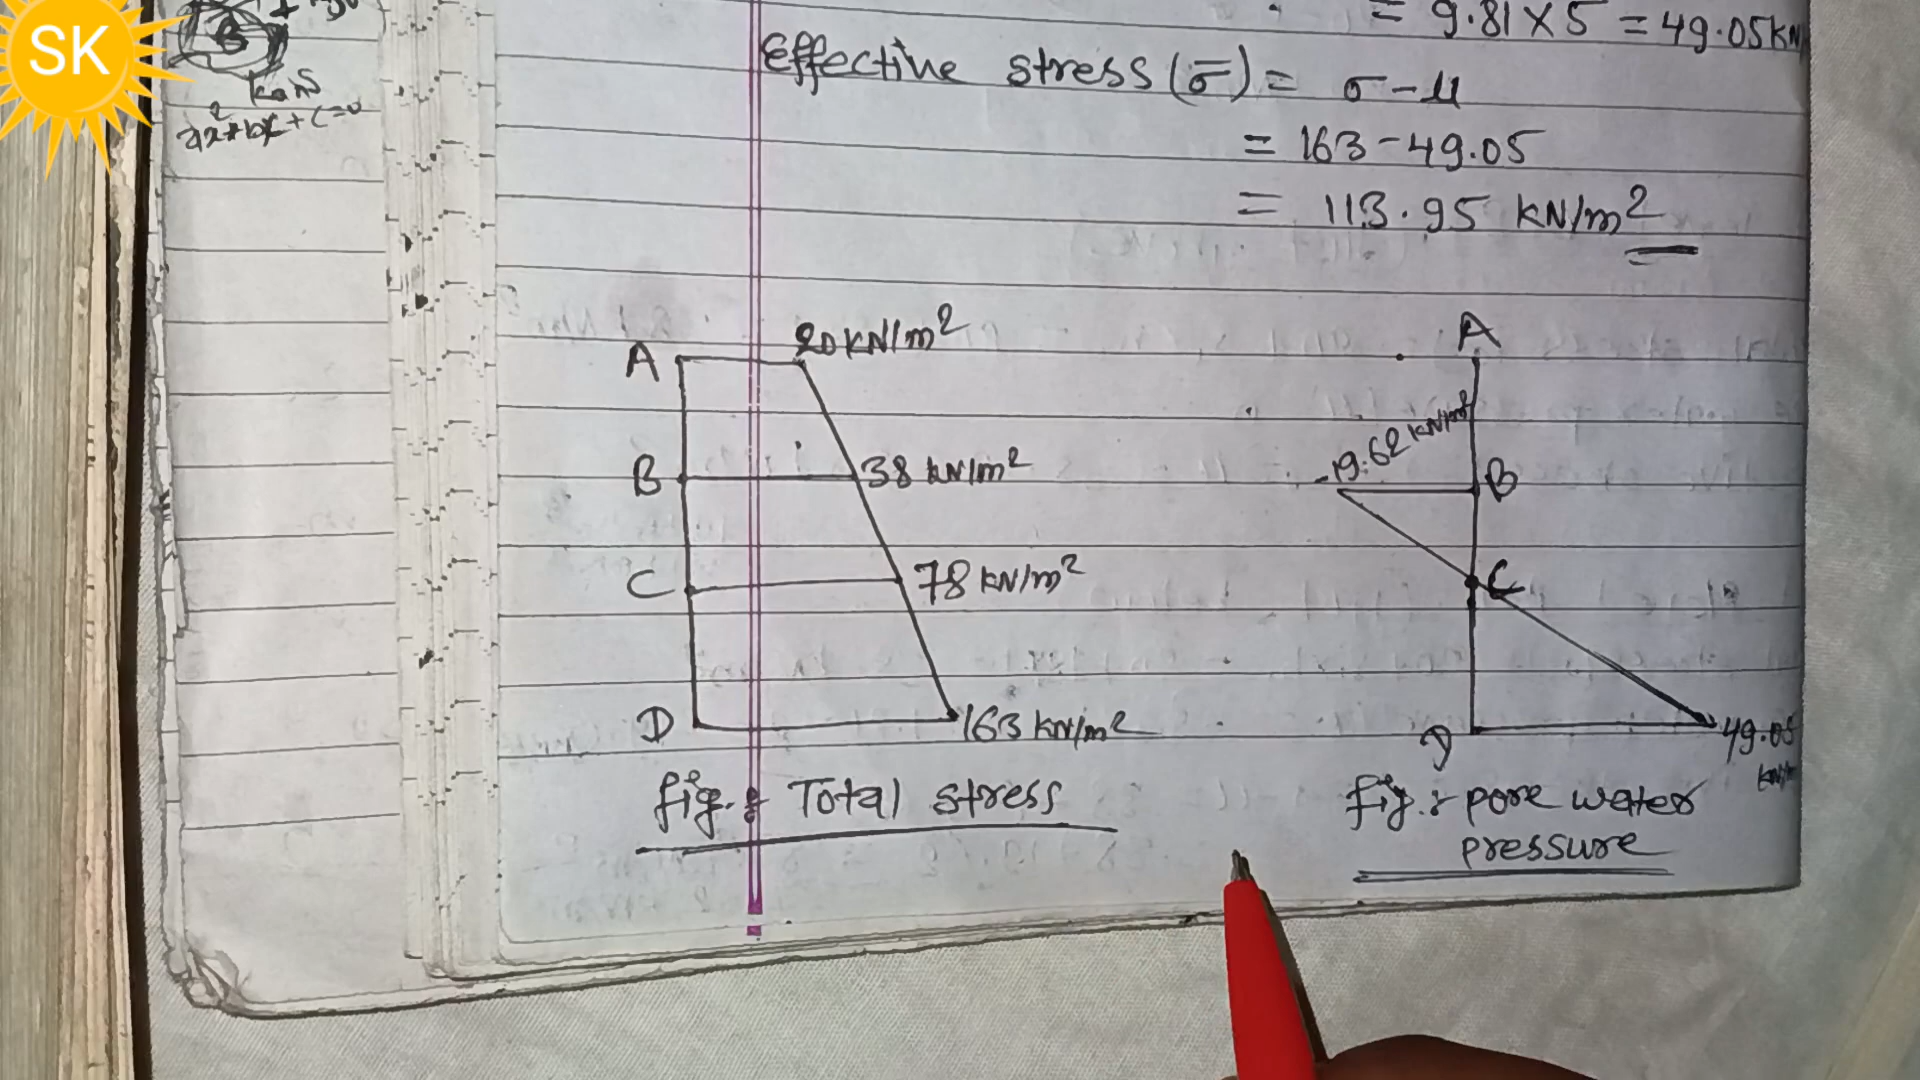 SK
B
= 9.81 X 5 = 49.05 KN
Effective stress (σ̅) = σ - u
= 163 - 49.05
= 113.95 KN/m2
A 20 KN/m2
B 38 kN/m2
C 78 KN/m2
D 163 KN/m2
fig. : Total stress
A
-19.62 KN/m2
B
C
D
49.05
KN/m
fig. :- pore water
pressure